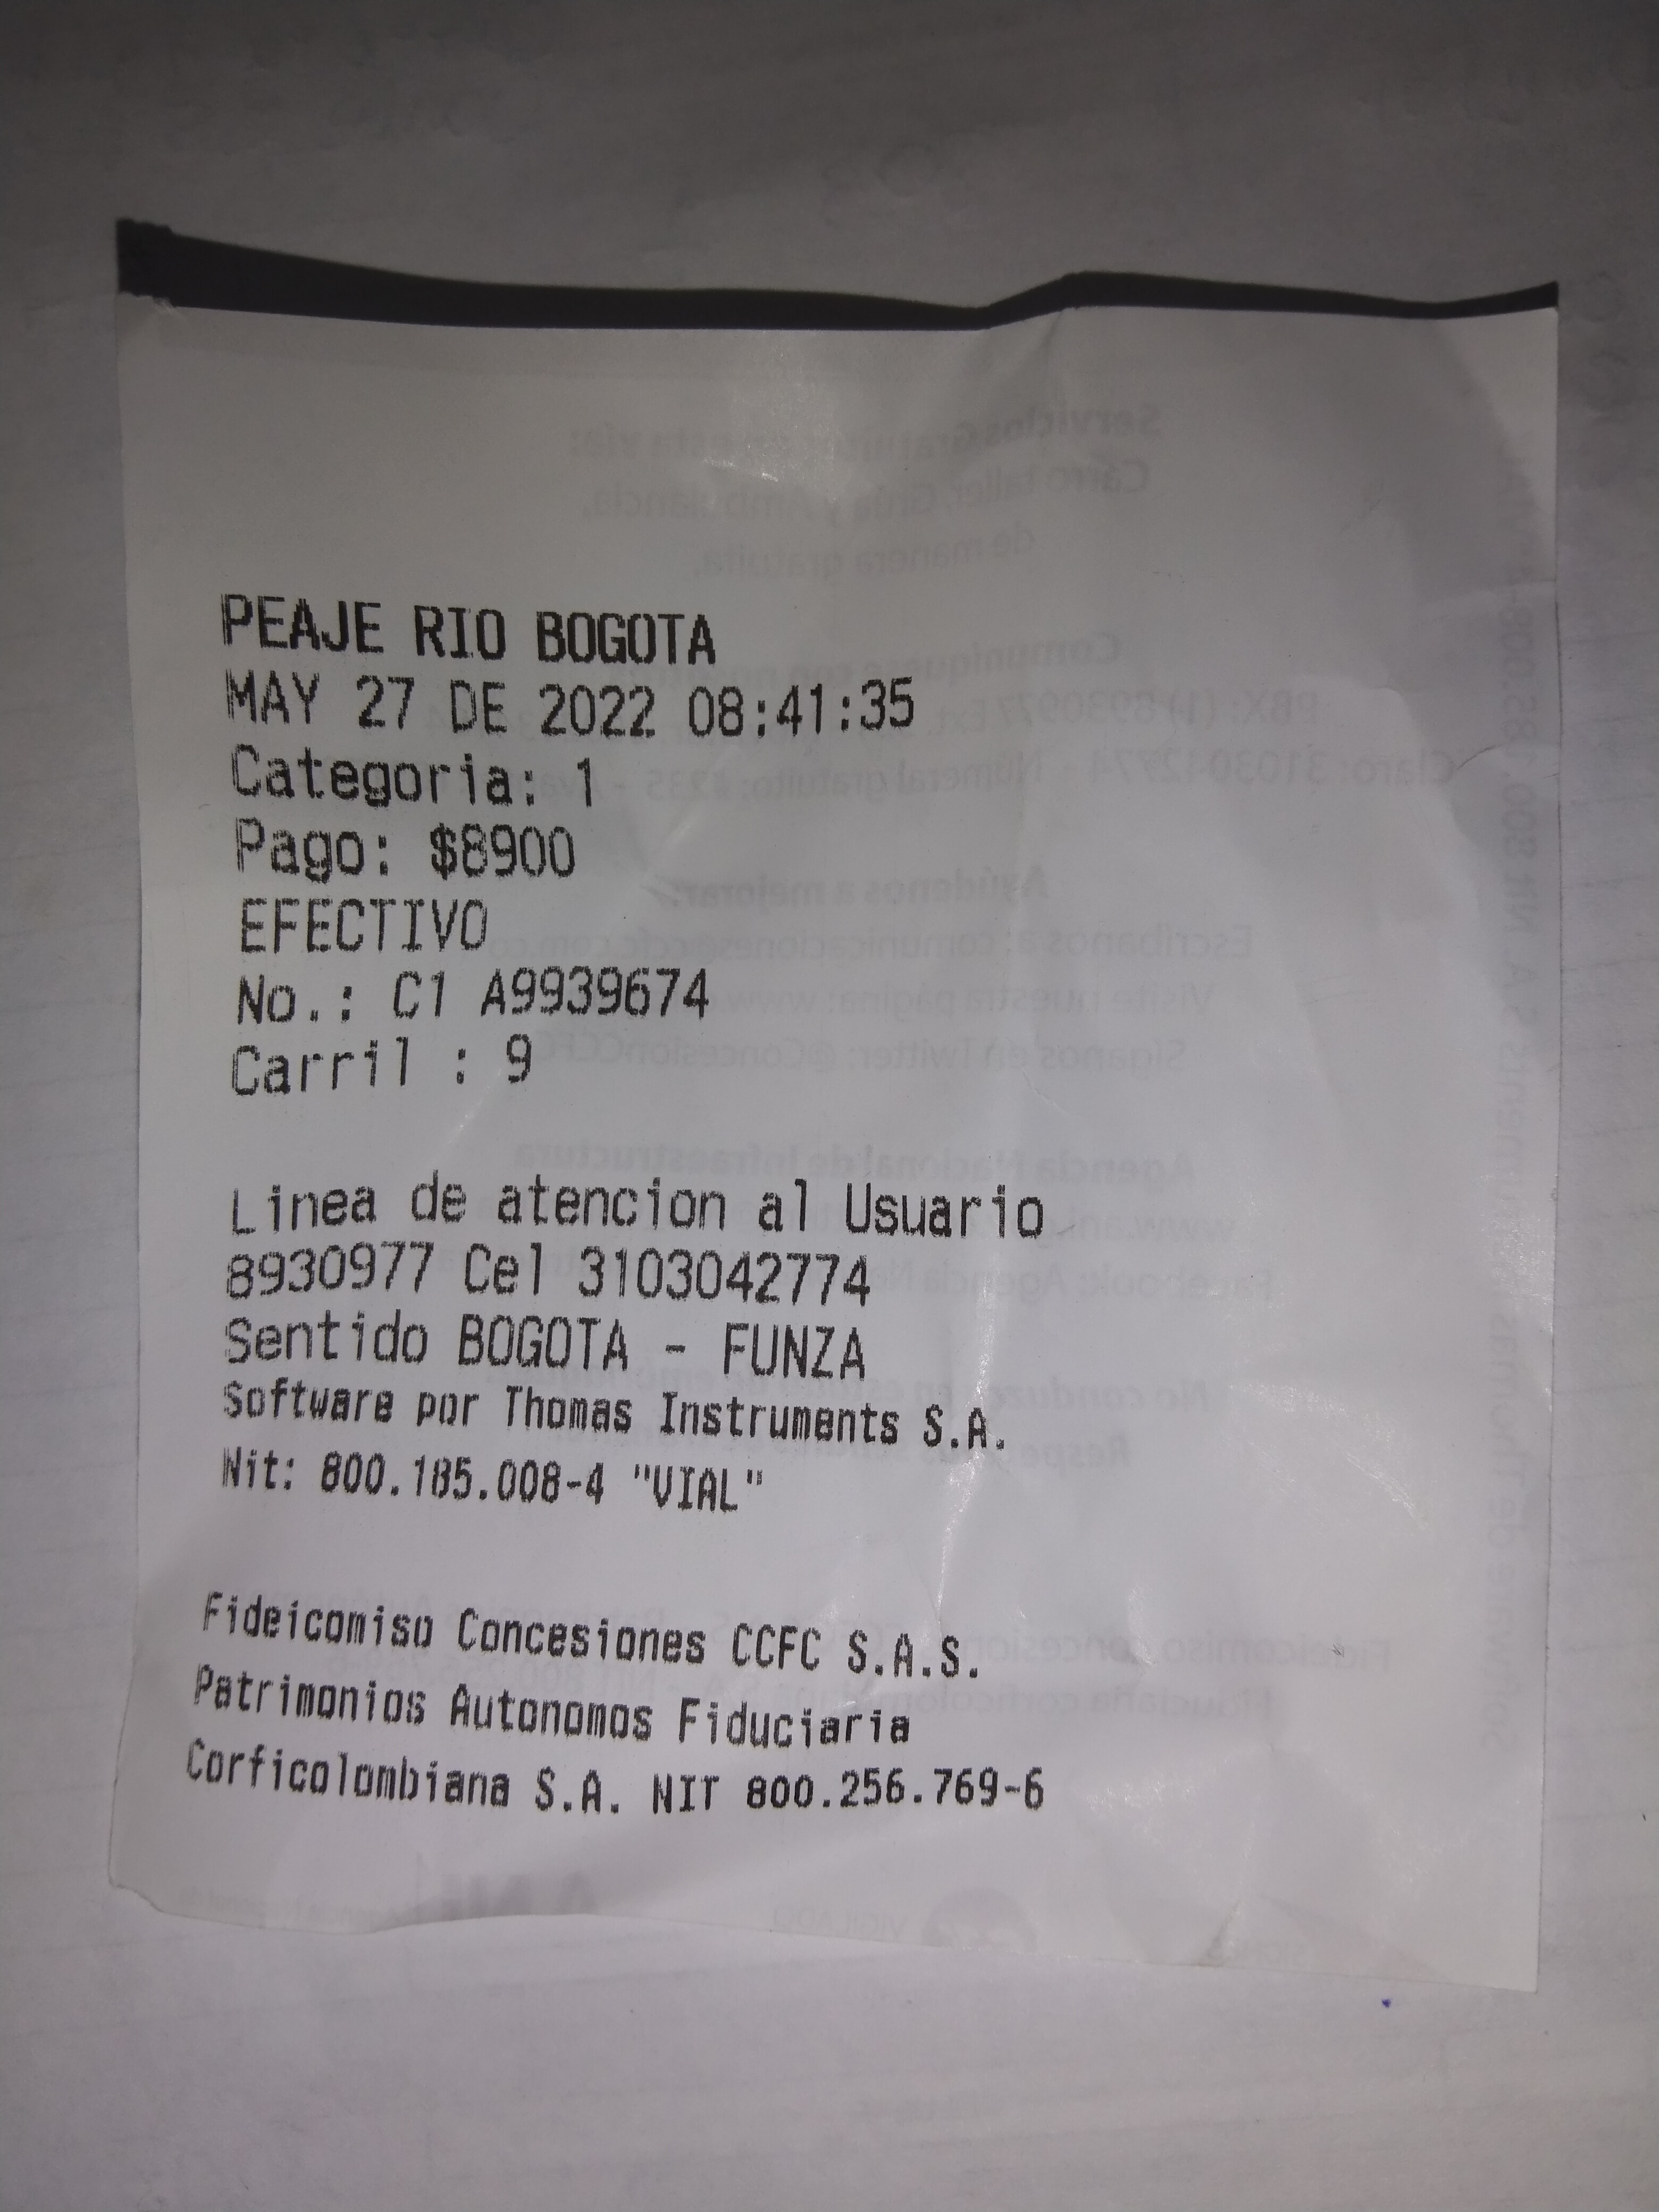 PEAJE RIO BOGOTA
MAY 27 DE 2022 08:41:35
Categoria: 1
Pago: $8900
EFECTIVO
No.: C1 A9939674
Carril : 9
Linea de atencion al Usuario
8930977 Cel 3103042774
Sentido BOGOTA - FUNZA
Software por Thomas Instruments S.A.
Nit: 800.185.008-4 "VIAL"
Fideicomiso Concesiones CCFC S.A.S.
Patrimonios Autonomos Fiduciaria
Corficolombiana S.A. NIT 800.256.769-6